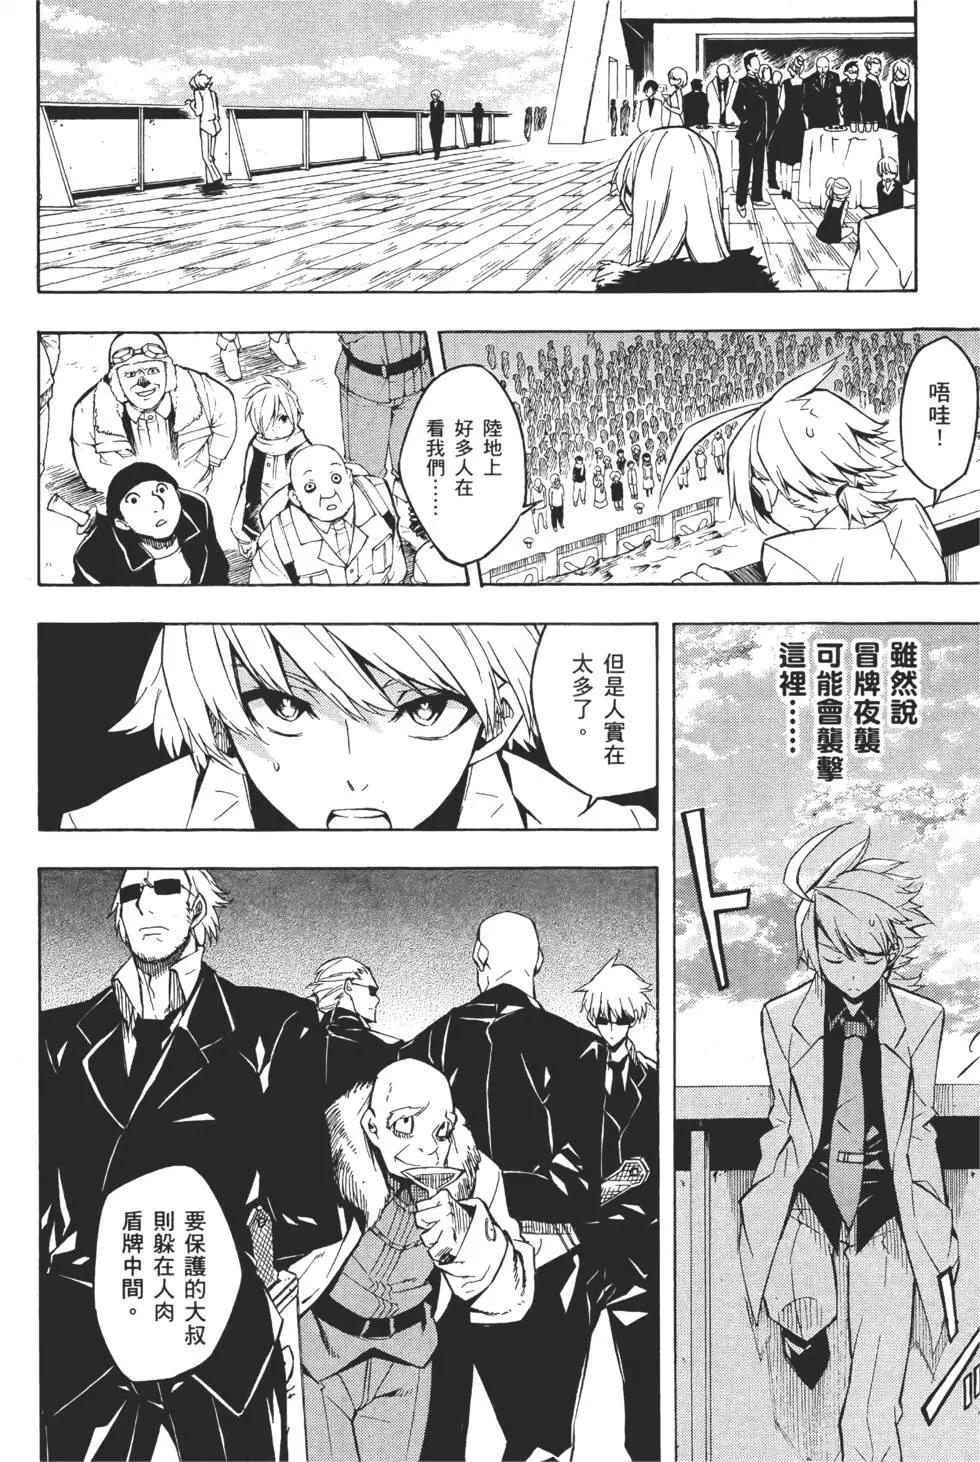 唔哇！
陸地上
好多人在
看我們……
雖然說
冒牌夜襲
可能會襲擊
這裡……
但是人實在
太多了。
要保護的大叔
則躲在人肉
盾牌中間。